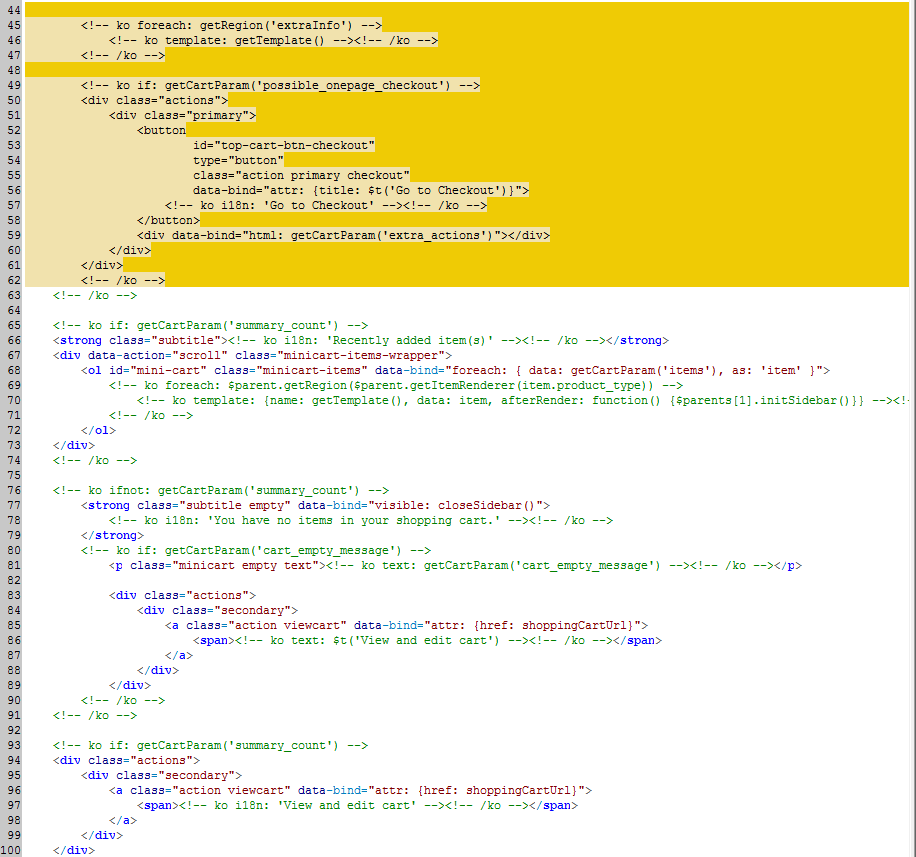 44
45 <!-- ko foreach: getRegion('extraInfo') -->
46 <!-- ko template: getTemplate() --><!-- /ko -->
47 <!-- /ko -->
48
49 <!-- ko if: getCartParam('possible_onepage_checkout') -->
50 <div class="actions">
51 <div class="primary">
52 <button
53 id="top-cart-btn-checkout"
54 type="button"
55 class="action primary checkout"
56 data-bind="attr: {title: $t('Go to Checkout')}">
57 <!-- ko i18n: 'Go to Checkout' --><!-- /ko -->
58 </button>
59 <div data-bind="html: getCartParam('extra_actions')"></div>
60 </div>
61 </div>
62 <!-- /ko -->
63 <!-- /ko -->
64
65 <!-- ko if: getCartParam('summary_count') -->
66 <strong class="subtitle"><!-- ko i18n: 'Recently added item(s)' --><!-- /ko --></strong>
67 <div data-action="scroll" class="minicart-items-wrapper">
68 <ol id="mini-cart" class="minicart-items" data-bind="foreach: { data: getCartParam('items'), as: 'item' }">
69 <!-- ko foreach: $parent.getRegion($parent.getItemRenderer(item.product_type)) -->
70 <!-- ko template: {name: getTemplate(), data: item, afterRender: function() {$parents[1].initSidebar()}} --><!-
71 <!-- /ko -->
72 </ol>
73 </div>
74 <!-- /ko -->
75
76 <!-- ko ifnot: getCartParam('summary_count') -->
77 <strong class="subtitle empty" data-bind="visible: closeSidebar()">
78 <!-- ko i18n: 'You have no items in your shopping cart.' --><!-- /ko -->
79 </strong>
80 <!-- ko if: getCartParam('cart_empty_message') -->
81 <p class="minicart empty text"><!-- ko text: getCartParam('cart_empty_message') --><!-- /ko --></p>
82
83 <div class="actions">
84 <div class="secondary">
85 <a class="action viewcart" data-bind="attr: {href: shoppingCartUrl}">
86 <span><!-- ko text: $t('View and edit cart') --><!-- /ko --></span>
87 </a>
88 </div>
89 </div>
90 <!-- /ko -->
91 <!-- /ko -->
92
93 <!-- ko if: getCartParam('summary_count') -->
94 <div class="actions">
95 <div class="secondary">
96 <a class="action viewcart" data-bind="attr: {href: shoppingCartUrl}">
97 <span><!-- ko i18n: 'View and edit cart' --><!-- /ko --></span>
98 </a>
99 </div>
100 </div>